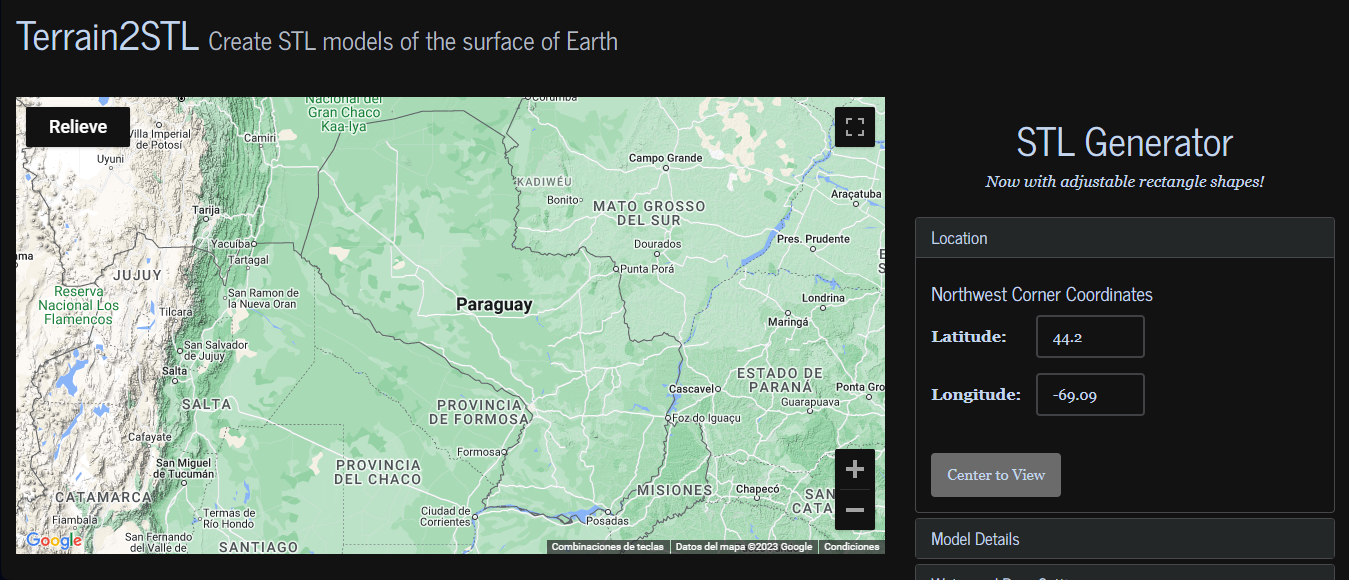 Terrain2STL Create STL models of the surface of Earth
Relieve
Nacional del
Gran Chaco
Kaa-Iya
Corumbá
Villa Imperial
de Potosí
Camiri
Uyuni
Campo Grande
KADIWÉU
Bonito
MATO GROSSO
DEL SUR
Araçatuba
Tarija
Dourados
Pres. Prudente
Yacuiba
Tartagal
Punta Porá
JUJUY
Reserva
Nacional Los
Flamencos
San Ramon de
la Nueva Oran
Paraguay
Londrina
Tilcara
Maringá
San Salvador
de Jujuy
Salta
ESTADO DE
PARANÁ
Cascavel
Ponta Gro
Guarapuava
SALTA
PROVINCIA
DE FORMOSA
Foz do Iguaçu
Cafayate
Formosa
San Miguel
de Tucumán
PROVINCIA
DEL CHACO
MISIONES
Chapecó
SAN
CATA
CATAMARCA
Termas de
Río Hondo
Ciudad de
Corrientes
Posadas
Fiambala
San Fernando
del Valle de
SANTIAGO
Google
Combinaciones de teclas
Datos del mapa ©2023 Google
Condiciones
STL Generator
Now with adjustable rectangle shapes!
Location
Northwest Corner Coordinates
Latitude: 44.2
Longitude: -69.09
Center to View
Model Details